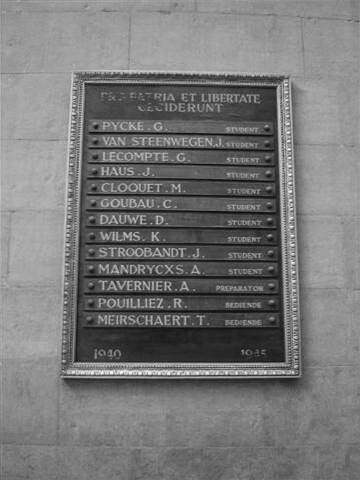 PRO PATRIA ET LIBERTATE
CECIDERUNT
PYCKE . G. STUDENT
VAN STEENWEGEN.J. STUDENT
LECOMPTE . G. STUDENT
HAUS . J. STUDENT
CLOQUET . M. STUDENT
GOUBAU . C. STUDENT
DAUWE . D. STUDENT
WILMS . K. STUDENT
STROOBANDT . J. STUDENT
MANDRYCXS . A. STUDENT
TAVERNIER . A. PREPARATOR
POUILLIEZ . R. BEDIENDE
MEIRSCHAERT . T. BEDIENDE
1940 1945